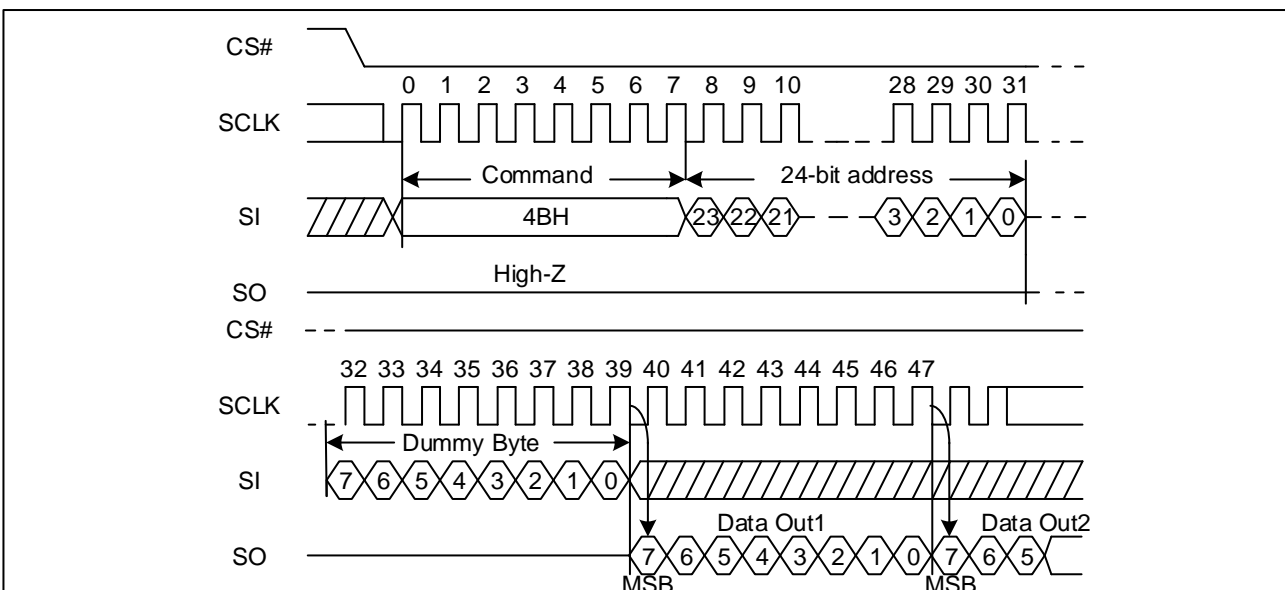 CS#
0 1 2 3 4 5 6 7 8 9 10 28 29 30 31
SCLK
Command 24-bit address
SI 4BH 23 22 21 3 2 1 0
High-Z
SO
CS#
32 33 34 35 36 37 38 39 40 41 42 43 44 45 46 47
SCLK
Dummy Byte
SI 7 6 5 4 3 2 1 0
Data Out1 Data Out2
SO 7 6 5 4 3 2 1 0 7 6 5
MSB MSB